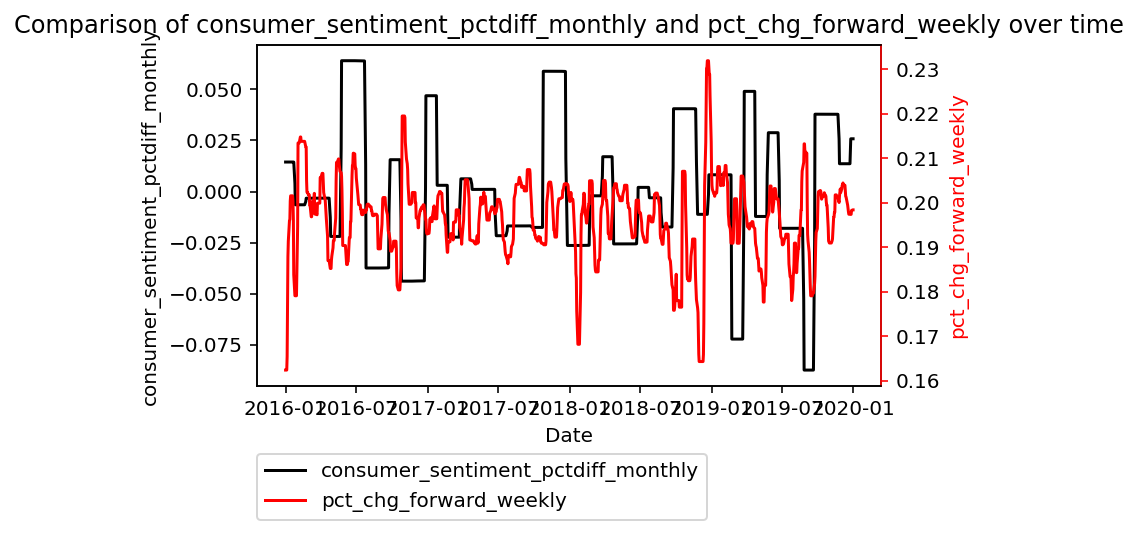 Comparison of consumer_sentiment_pctdiff_monthly and pct_chg_forward_weekly over time
consumer_sentiment_pctdiff_monthly
0.050
0.025
0.000
−0.025
−0.050
−0.075
0.23
0.22
0.21
0.20
0.19
0.18
0.17
0.16
pct_chg_forward_weekly
2016-01 2016-07 2017-01 2017-07 2018-01 2018-07 2019-01 2019-07 2020-01
Date
consumer_sentiment_pctdiff_monthly
pct_chg_forward_weekly